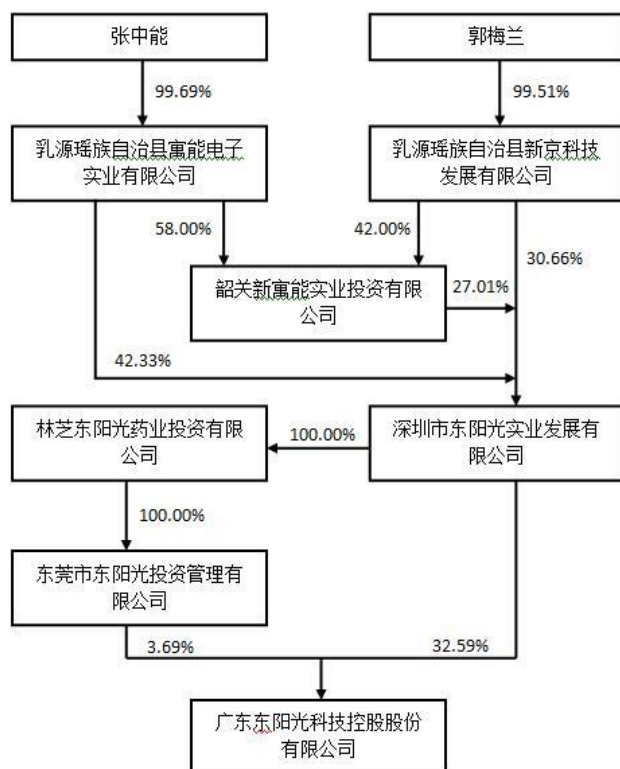 张中能
郭梅兰
99.69%
99.51%
乳源瑶族自治县寓能电子
实业有限公司
乳源瑶族自治县新京科技
发展有限公司
58.00%
42.00%
30.66%
韶关新寓能实业投资有限
公司
27.01%
42.33%
林芝东阳光药业投资有限
公司
100.00%
深圳市东阳光实业发展有
限公司
100.00%
东莞市东阳光投资管理有
限公司
3.69%
32.59%
广东东阳光科技控股股份
有限公司